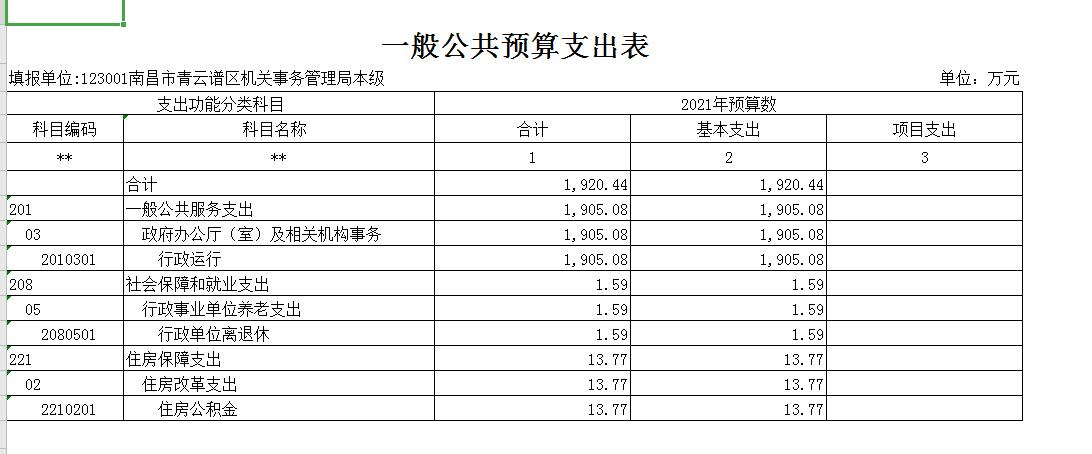 一般公共预算支出表
填报单位:123001南昌市青云谱区机关事务管理局本级 单位：万元
支出功能分类科目 2021年预算数
科目编码 科目名称 合计 基本支出 项目支出
** ** 1 2 3
合计 1,920.44 1,920.44
201 一般公共服务支出 1,905.08 1,905.08
03 政府办公厅（室）及相关机构事务 1,905.08 1,905.08
2010301 行政运行 1,905.08 1,905.08
208 社会保障和就业支出 1.59 1.59
05 行政事业单位养老支出 1.59 1.59
2080501 行政单位离退休 1.59 1.59
221 住房保障支出 13.77 13.77
02 住房改革支出 13.77 13.77
2210201 住房公积金 13.77 13.77